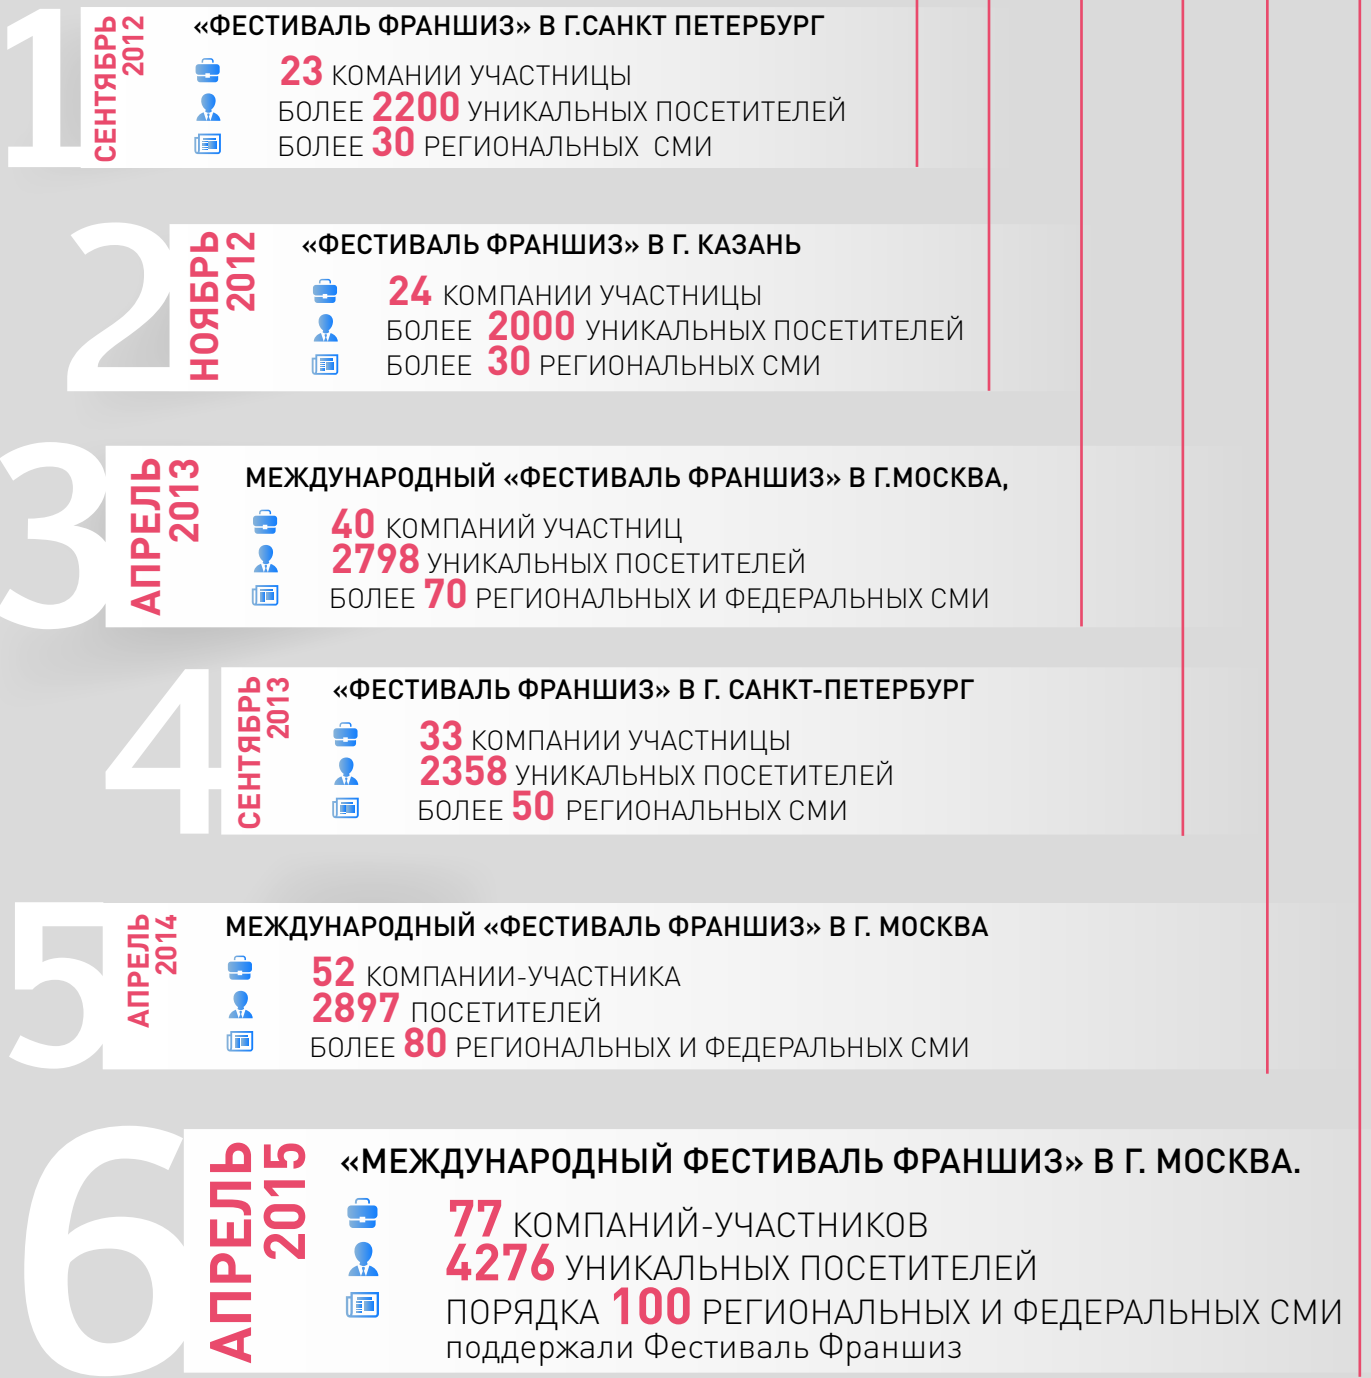 1
СЕНТЯБРЬ
2012
«ФЕСТИВАЛЬ ФРАНШИЗ» В Г.САНКТ ПЕТЕРБУРГ
23 КОМАНИИ УЧАСТНИЦЫ
БОЛЕЕ 2200 УНИКАЛЬНЫХ ПОСЕТИТЕЛЕЙ
БОЛЕЕ 30 РЕГИОНАЛЬНЫХ СМИ
2
НОЯБРЬ
2012
«ФЕСТИВАЛЬ ФРАНШИЗ» В Г. КАЗАНЬ
24 КОМПАНИИ УЧАСТНИЦЫ
БОЛЕЕ 2000 УНИКАЛЬНЫХ ПОСЕТИТЕЛЕЙ
БОЛЕЕ 30 РЕГИОНАЛЬНЫХ СМИ
3
АПРЕЛЬ
2013
МЕЖДУНАРОДНЫЙ «ФЕСТИВАЛЬ ФРАНШИЗ» В Г.МОСКВА,
40 КОМПАНИЙ УЧАСТНИЦ
2798 УНИКАЛЬНЫХ ПОСЕТИТЕЛЕЙ
БОЛЕЕ 70 РЕГИОНАЛЬНЫХ И ФЕДЕРАЛЬНЫХ СМИ
4
СЕНТЯБРЬ
2013
«ФЕСТИВАЛЬ ФРАНШИЗ» В Г. САНКТ-ПЕТЕРБУРГ
33 КОМПАНИИ УЧАСТНИЦЫ
2358 УНИКАЛЬНЫХ ПОСЕТИТЕЛЕЙ
БОЛЕЕ 50 РЕГИОНАЛЬНЫХ СМИ
5
АПРЕЛЬ
2014
МЕЖДУНАРОДНЫЙ «ФЕСТИВАЛЬ ФРАНШИЗ» В Г. МОСКВА
52 КОМПАНИИ-УЧАСТНИКА
2897 ПОСЕТИТЕЛЕЙ
БОЛЕЕ 80 РЕГИОНАЛЬНЫХ И ФЕДЕРАЛЬНЫХ СМИ
6
АПРЕЛЬ
2015
«МЕЖДУНАРОДНЫЙ ФЕСТИВАЛЬ ФРАНШИЗ» В Г. МОСКВА.
77 КОМПАНИЙ-УЧАСТНИКОВ
4276 УНИКАЛЬНЫХ ПОСЕТИТЕЛЕЙ
ПОРЯДКА 100 РЕГИОНАЛЬНЫХ И ФЕДЕРАЛЬНЫХ СМИ
поддержали Фестиваль Франшиз